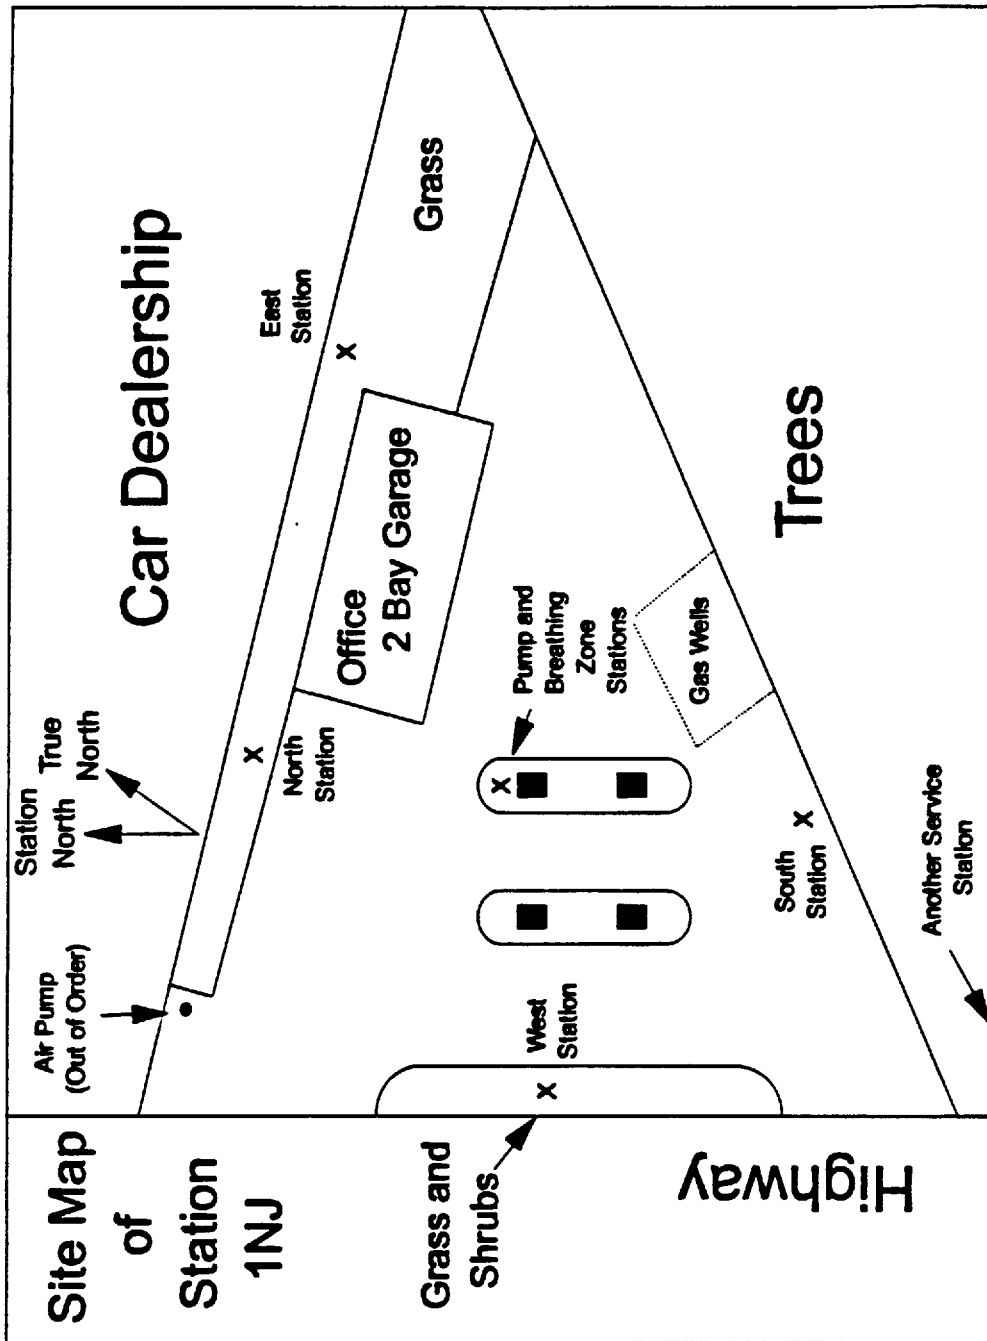 Site Map
of
Station
1NJ
Station
North
True
North
Air Pump
(Out of Order)
Car Dealership
East
Station
Grass
North
Station
Office
2 Bay Garage
Pump and
Breathing
Zone
Stations
Gas Wells
Trees
West
Station
South
Station
Another Service
Station
Grass and
Shrubs
Highway